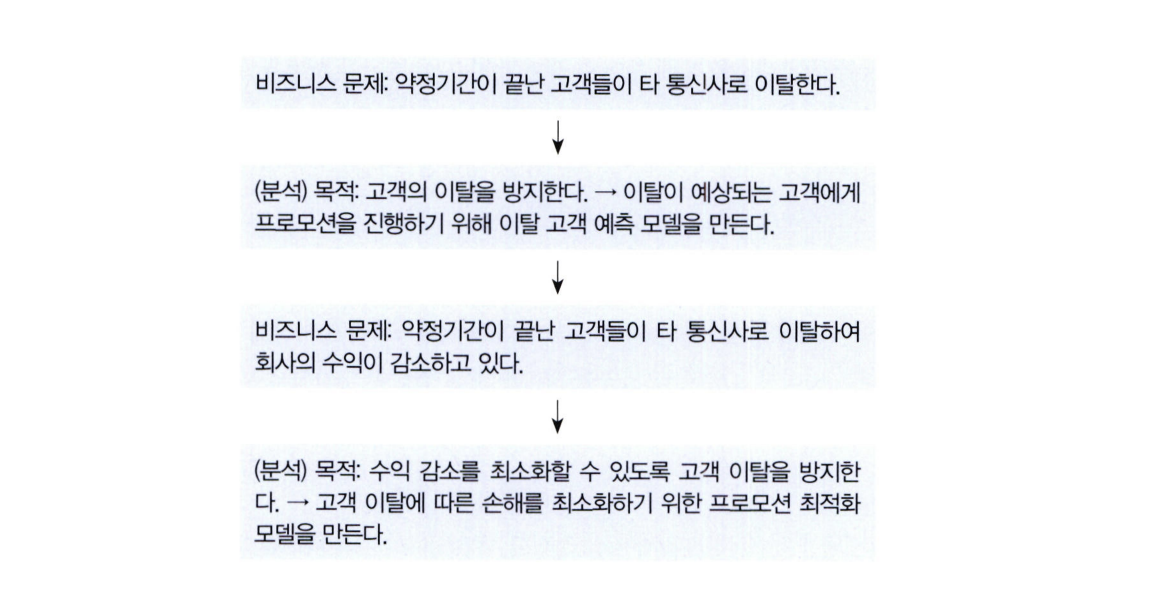 비즈니스 문제: 약정기간이 끝난 고객들이 타 통신사로 이탈한다.
(분석) 목적: 고객의 이탈을 방지한다. → 이탈이 예상되는 고객에게
프로모션을 진행하기 위해 이탈 고객 예측 모델을 만든다.
비즈니스 문제: 약정기간이 끝난 고객들이 타 통신사로 이탈하여
회사의 수익이 감소하고 있다.
(분석) 목적: 수익 감소를 최소화할 수 있도록 고객 이탈을 방지한
다. → 고객 이탈에 따른 손해를 최소화하기 위한 프로모션 최적화
모델을 만든다.